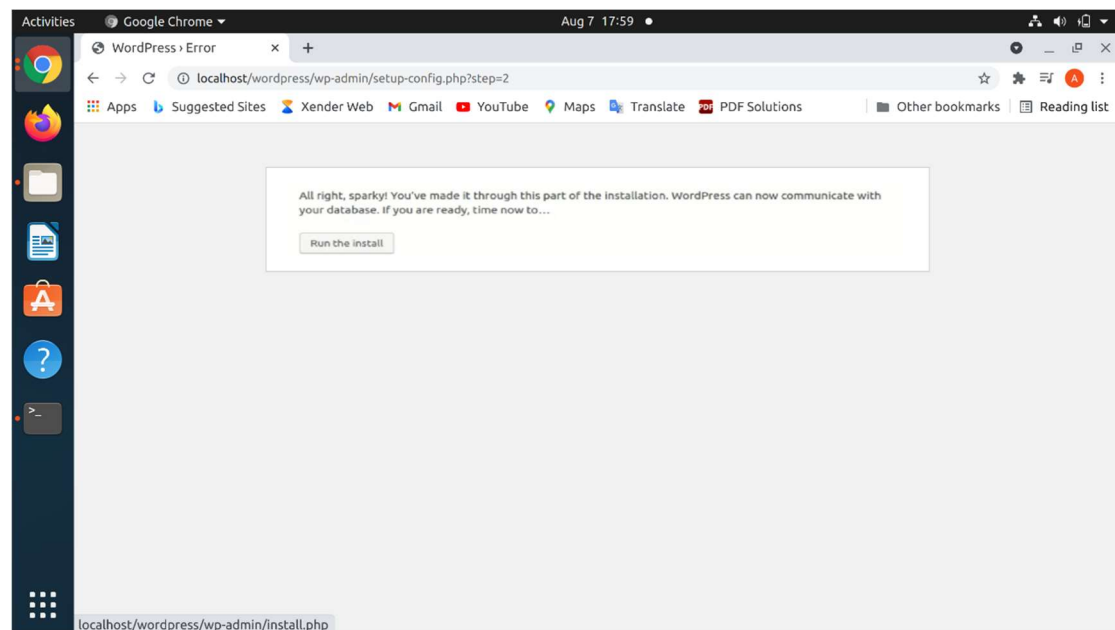 Activities Google Chrome Aug 7 17:59
WordPress › Error
localhost/wordpress/wp-admin/setup-config.php?step=2
A
Apps Suggested Sites Xender Web Gmail YouTube Maps Translate PDF PDF Solutions Other bookmarks Reading list
All right, sparky! You've made it through this part of the installation. WordPress can now communicate with
your database. If you are ready, time now to…
Run the install
localhost/wordpress/wp-admin/install.php